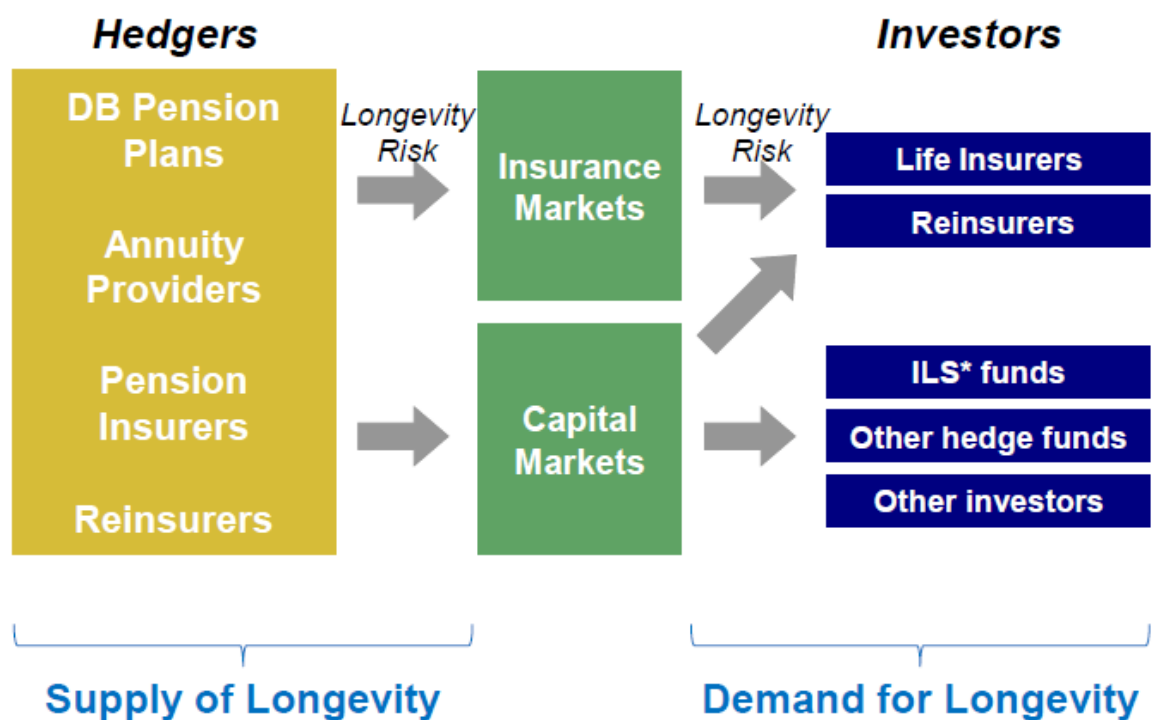 Hedgers
Investors
DB Pension
Plans
Annuity
Providers
Pension
Insurers
Reinsurers
Longevity
Risk
Insurance
Markets
Capital
Markets
Longevity
Risk
Life Insurers
Reinsurers
ILS* funds
Other hedge funds
Other investors
Supply of Longevity
Demand for Longevity